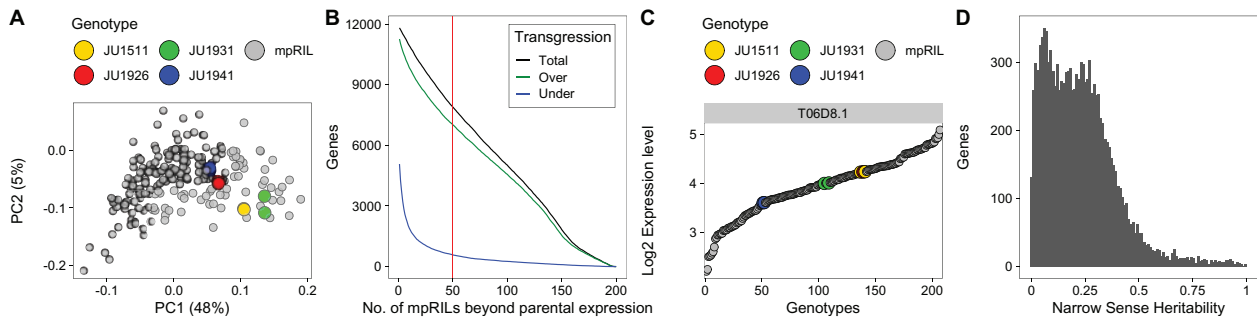 A
Genotype
JU1511 JU1931 mpRIL
JU1926 JU1941
PC2 (5%)
0.0
-0.1
-0.2
-0.1 0.0 0.1 0.2
PC1 (48%)
B
Transgression
Total
Over
Under
Genes
12000
9000
6000
3000
0
0 50 100 150 200
No. of mpRILs beyond parental expression
C
Genotype
JU1511 JU1931 mpRIL
JU1926 JU1941
T06D8.1
Log2 Expression level
5
4
3
0 50 100 150 200
Genotypes
D
Genes
300
200
100
0
0 0.25 0.50 0.75 1
Narrow Sense Heritability